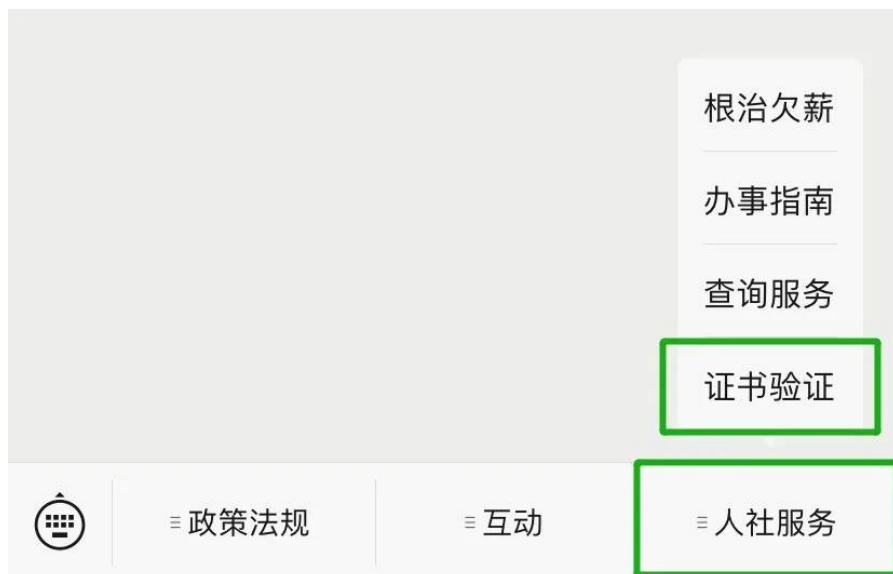 根治欠薪
办事指南
查询服务
证书验证
政策法规
互动
人社服务